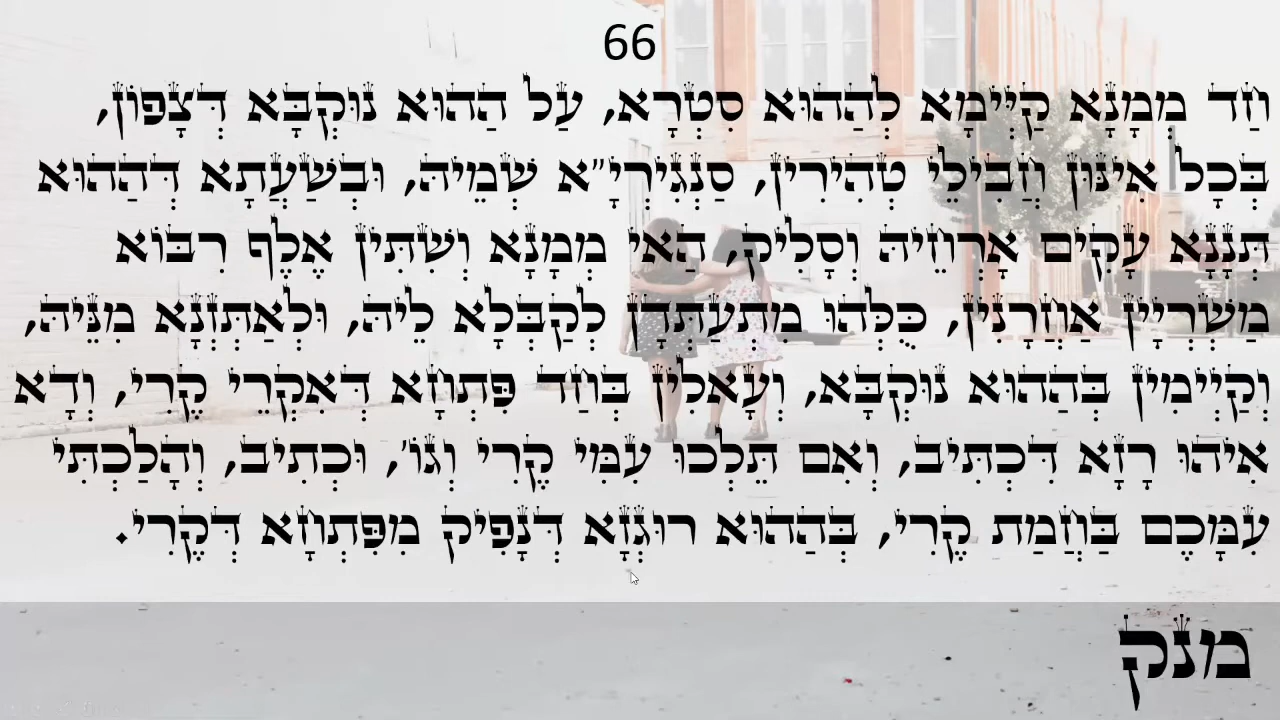 66
חַד מְמָנָא קַיְּימָא לְהַהוּא סִטְרָא, עַל הַהוּא נוּקְבָּא דְּצָפוֹן,
בְּכָל אִינּוּן חֲבִילֵי טְהִירִין, סַנְגִּירִיָ״א שְׁמֵיהּ, וּבְשַׁעֲתָא דְּהַהוּא
תְּנָנָא עָקִים אָרְחֵיהּ וְסָלִיק, הַאי מְמָנָא וְשִׁתִּין אֶלֶף רִבּוֹא
מַשִּׁרְיָין אַחֲרָנִין, כֻּלְּהוּ מִתְעַתְּדָן לְקַבְּלָא לֵיהּ, וּלְאַתְּזְנָא מִנֵּיהּ,
וְקַיְימִין בְּהַהוּא נוּקְבָּא, וְעָאלִין בְּחַד פִּתְחָא דְּאִקְרֵי קֶרִי, וְדָא
אִיהוּ רָזָא דִּכְתִּיב, וְאִם תֵּלְכוּ עִמִּי קֶרִי וְגוֹ׳, וּכְתִיב, וְהָלַכְתִּי
עִמָּכֶם בַּחֲמַת קֶרִי, בְּהַהוּא רוּגְזָא דְּנָפִיק מִפִּתְחָא דְּקֶרִי.
מנק